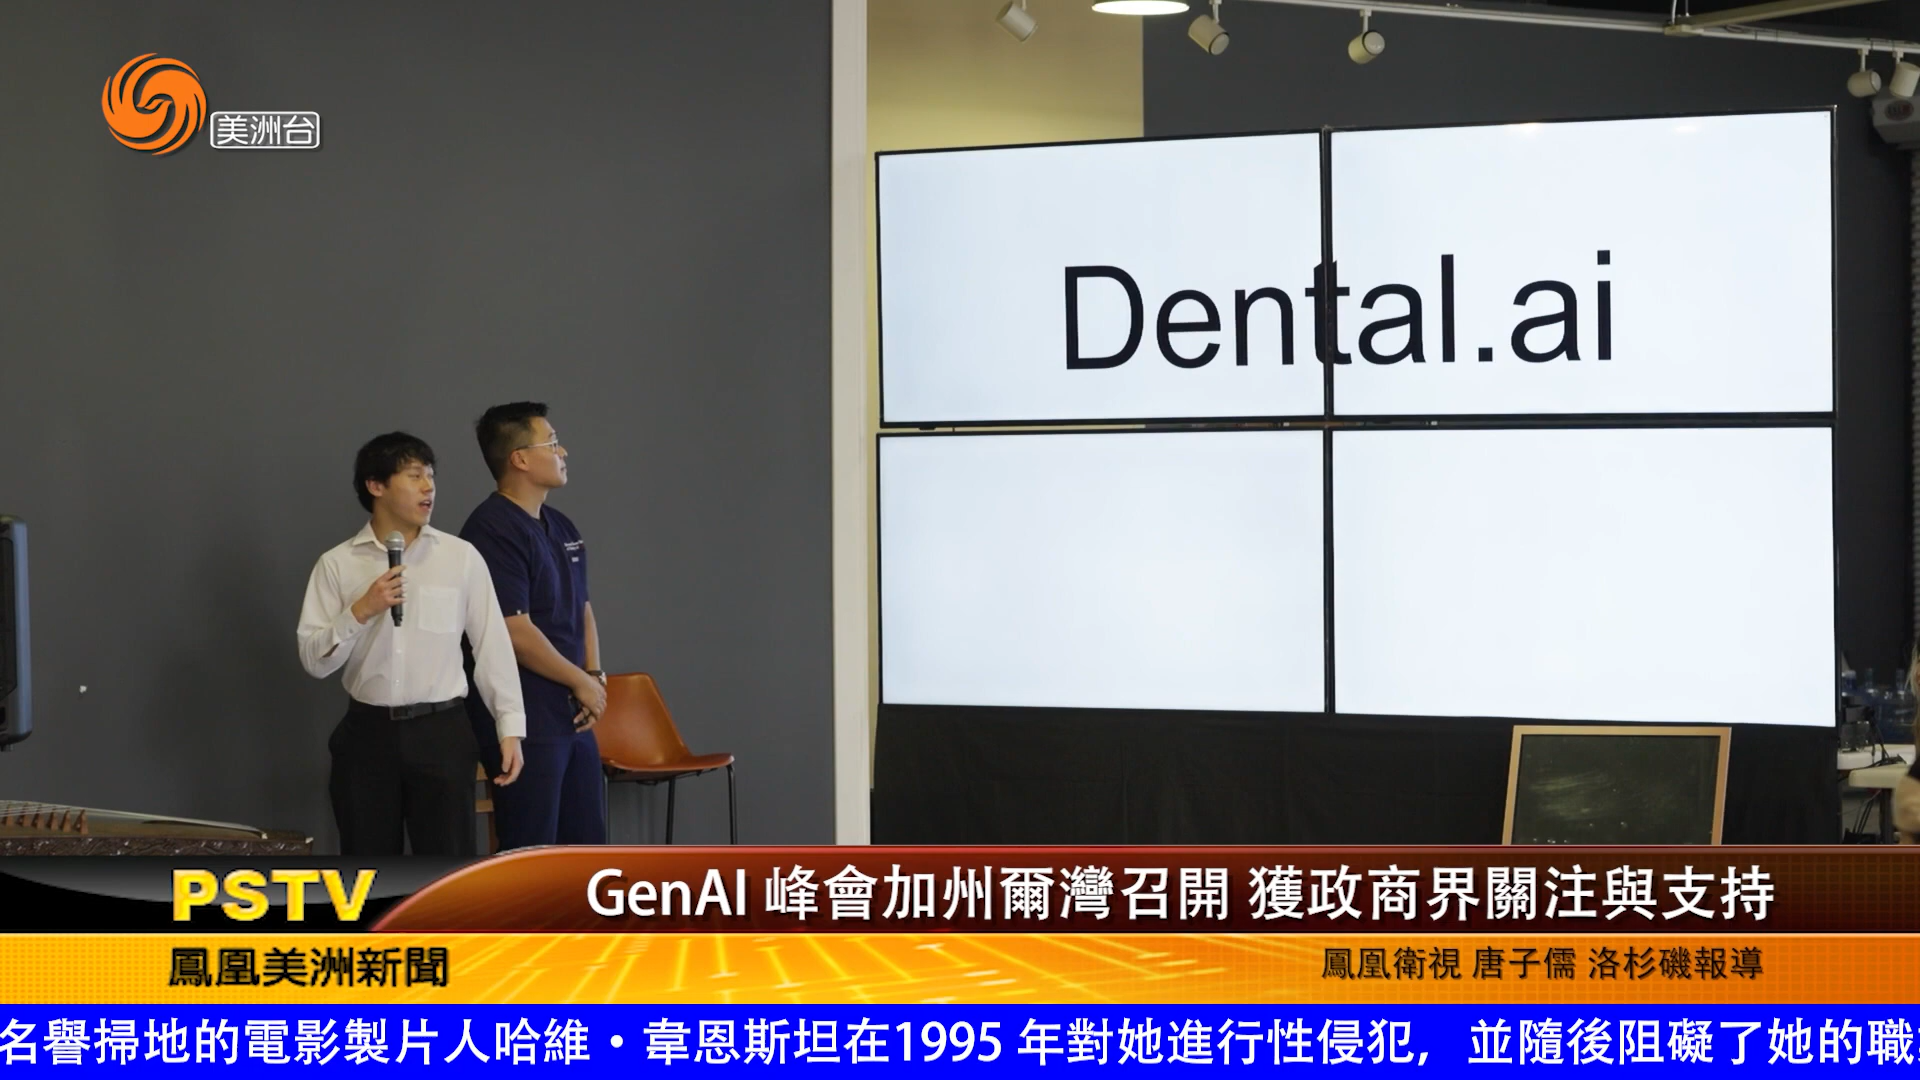 美洲台
Dental.ai
PSTV
GenAI 峰會加州爾灣召開 獲政商界關注與支持
鳳凰美洲新聞
鳳凰衛視 唐子儒 洛杉磯報導
名譽掃地的電影製片人哈維·韋恩斯坦在1995 年對她進行性侵犯，並隨後阻礙了她的職